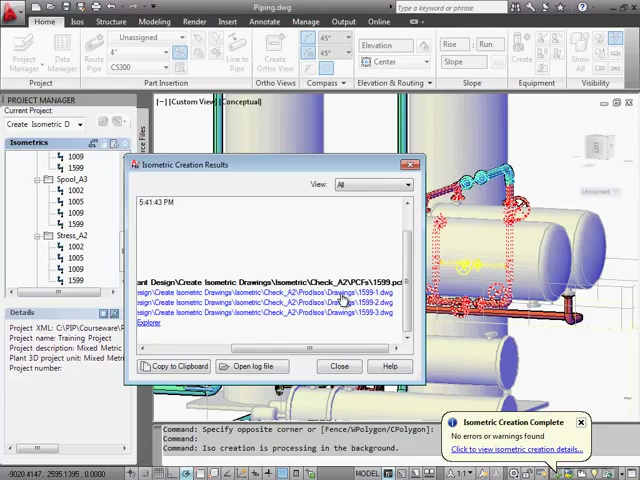 Piping.dwg
Type a keyword or phrase
Home
Isos
Structure
Modeling
Render
Insert
Annotate
Manage
Output
Online
Project Manager
Data Manager
Project
Route Pipe
Unassigned
4"
CS300
Part Insertion
Create Ortho View
Ortho Views
45°
45°
Compass
Elevation
Center
Elevation & Routing
Rise : Run
Slope
Slope
Equipment
Show All
Visibility
PROJECT MANAGER
Current Project:
Create Isometric D
Isometrics
1009
1599
Spool_A3
1002
1005
1009
1599
Stress_A2
1002
1005
1009
1599
Details
Project XML: C:\PIP\Courseware\
Project name: Training Project
Project description: Mixed Metric
Plant 3D project units: Mixed Metric
Project number:
[−][Custom View][Conceptual]
LEFT
Unnamed
Isometric Creation Results
View:
All
5:41:43 PM
ant Design\Create Isometric Drawings\Isometric\Check_A2\PCFs\1599.pcf
esign\Create Isometric Drawings\Isometric\Check_A2\ProdIsos\Drawings\1599-1.dwg
esign\Create Isometric Drawings\Isometric\Check_A2\ProdIsos\Drawings\1599-2.dwg
esign\Create Isometric Drawings\Isometric\Check_A2\ProdIsos\Drawings\1599-3.dwg
Explorer
Copy to Clipboard
Open log file
Close
Help
Command: Specify opposite corner or [Fence/WPolygon/CPolygon]:
Command:
Command: Iso creation is processing in the background.
Isometric Creation Complete
No errors or warnings found
Click to view isometric creation details...
-9020.4147, 2595.1395, 0.0000
MODEL
1:1